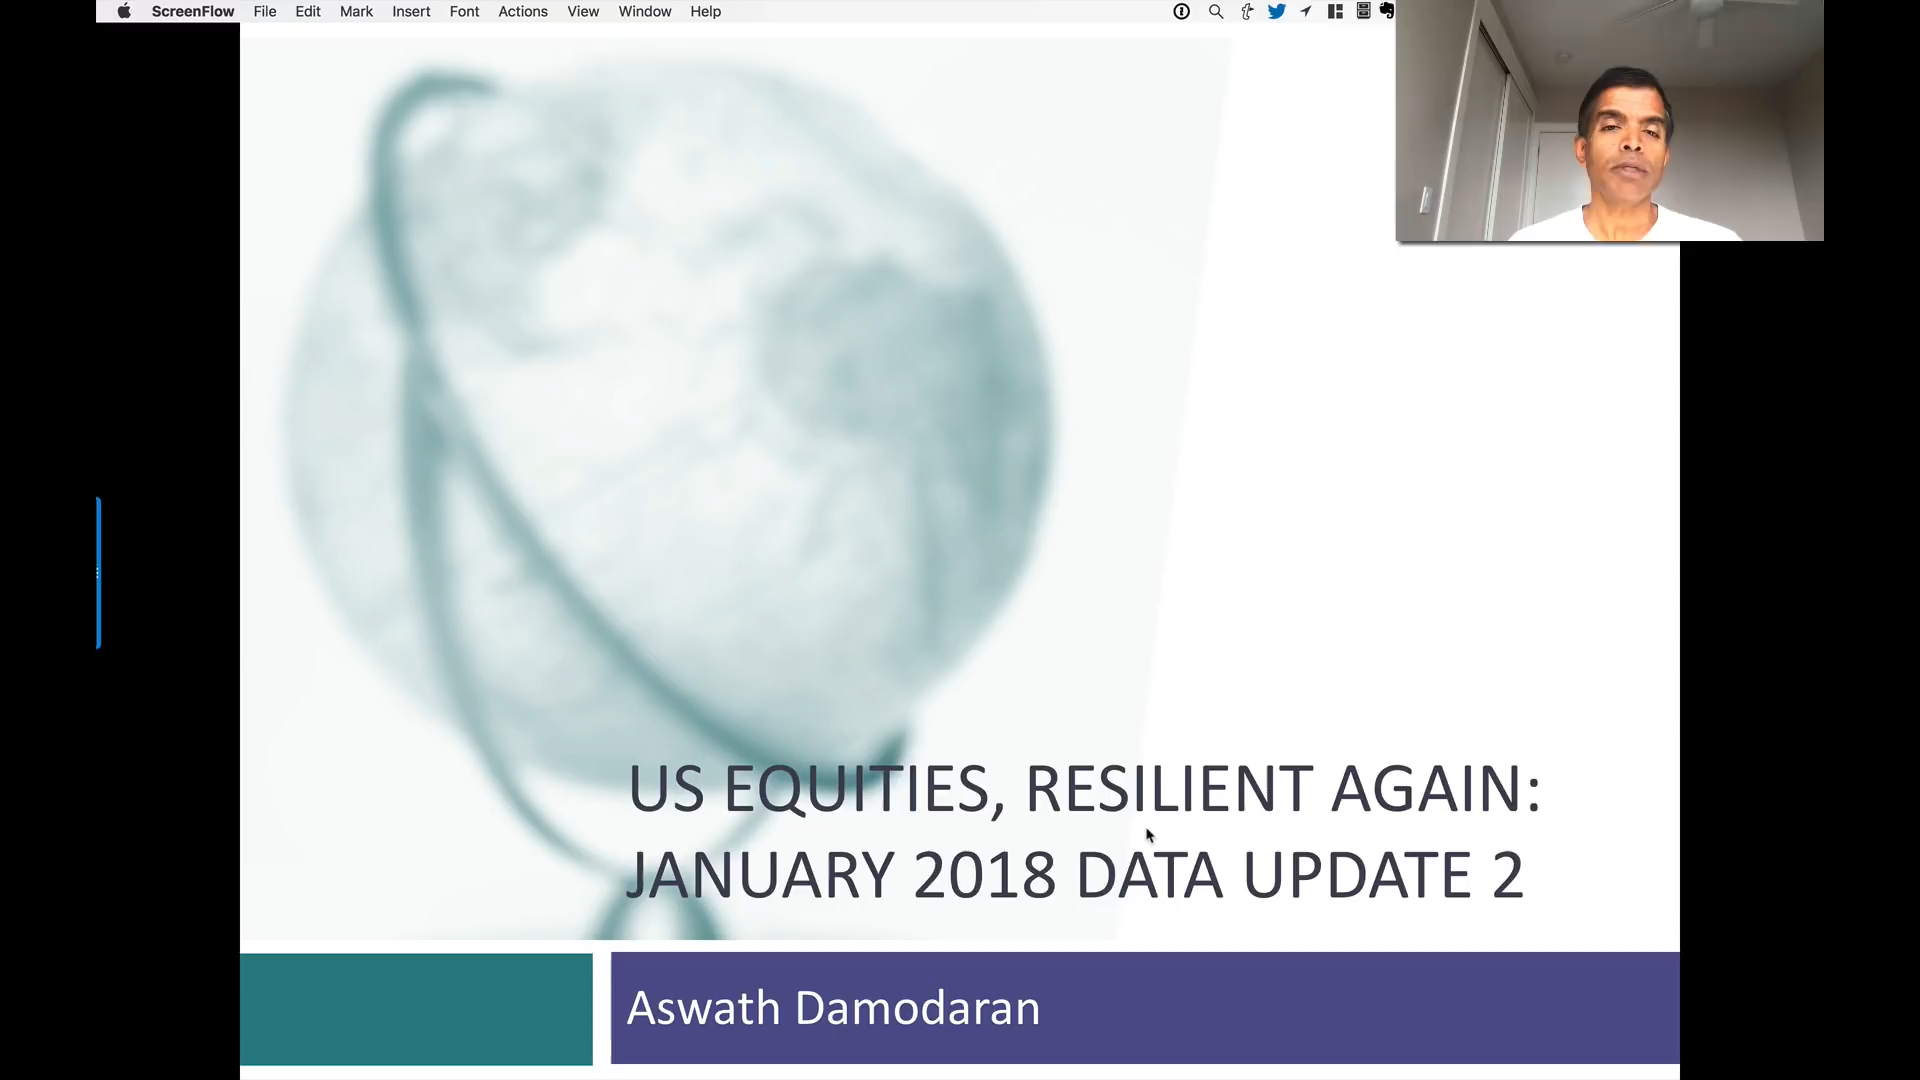 ScreenFlow File Edit Mark Insert Font Actions View Window Help
US EQUITIES, RESILIENT AGAIN:
JANUARY 2018 DATA UPDATE 2
Aswath Damodaran